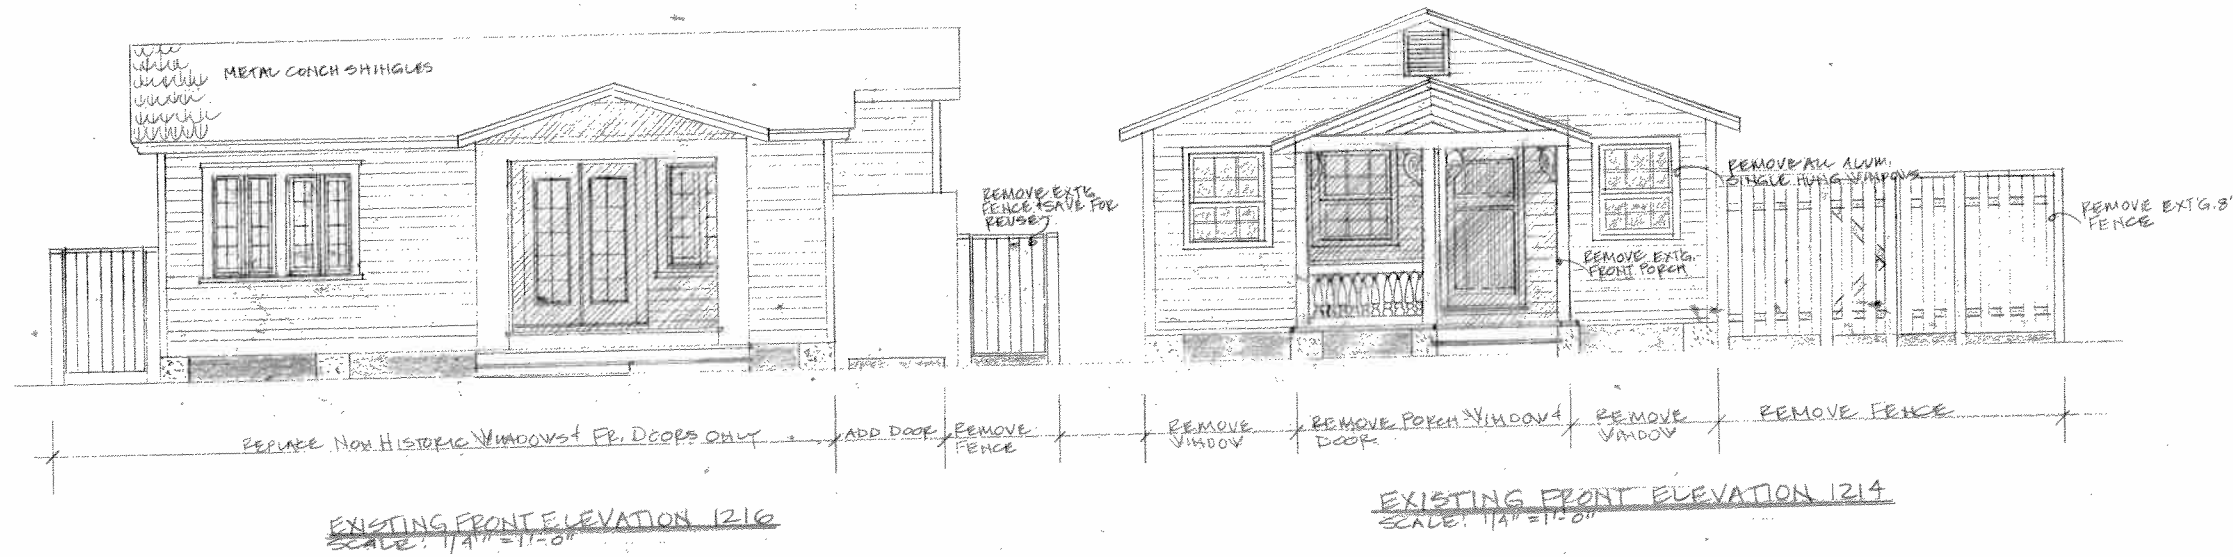 METAL CONCH SHINGLES
REMOVE EXT'G.
FENCE & SAVE FOR
REUSE
REPLACE NON HISTORIC WINDOWS & FR. DOORS ONLY
ADD DOOR
REMOVE
FENCE
EXISTING FRONT ELEVATION 1216
SCALE: 1/4" = 1'-0"
REMOVE ALL ALUM.
SINGLE HUNG WINDOWS
REMOVE EXT'G. 8'
FENCE
REMOVE EXT'G.
FRONT PORCH
REMOVE
WINDOW
REMOVE PORCH WINDOW &
DOOR
REMOVE
WINDOW
REMOVE FENCE
EXISTING FRONT ELEVATION 1214
SCALE: 1/4" = 1'-0"